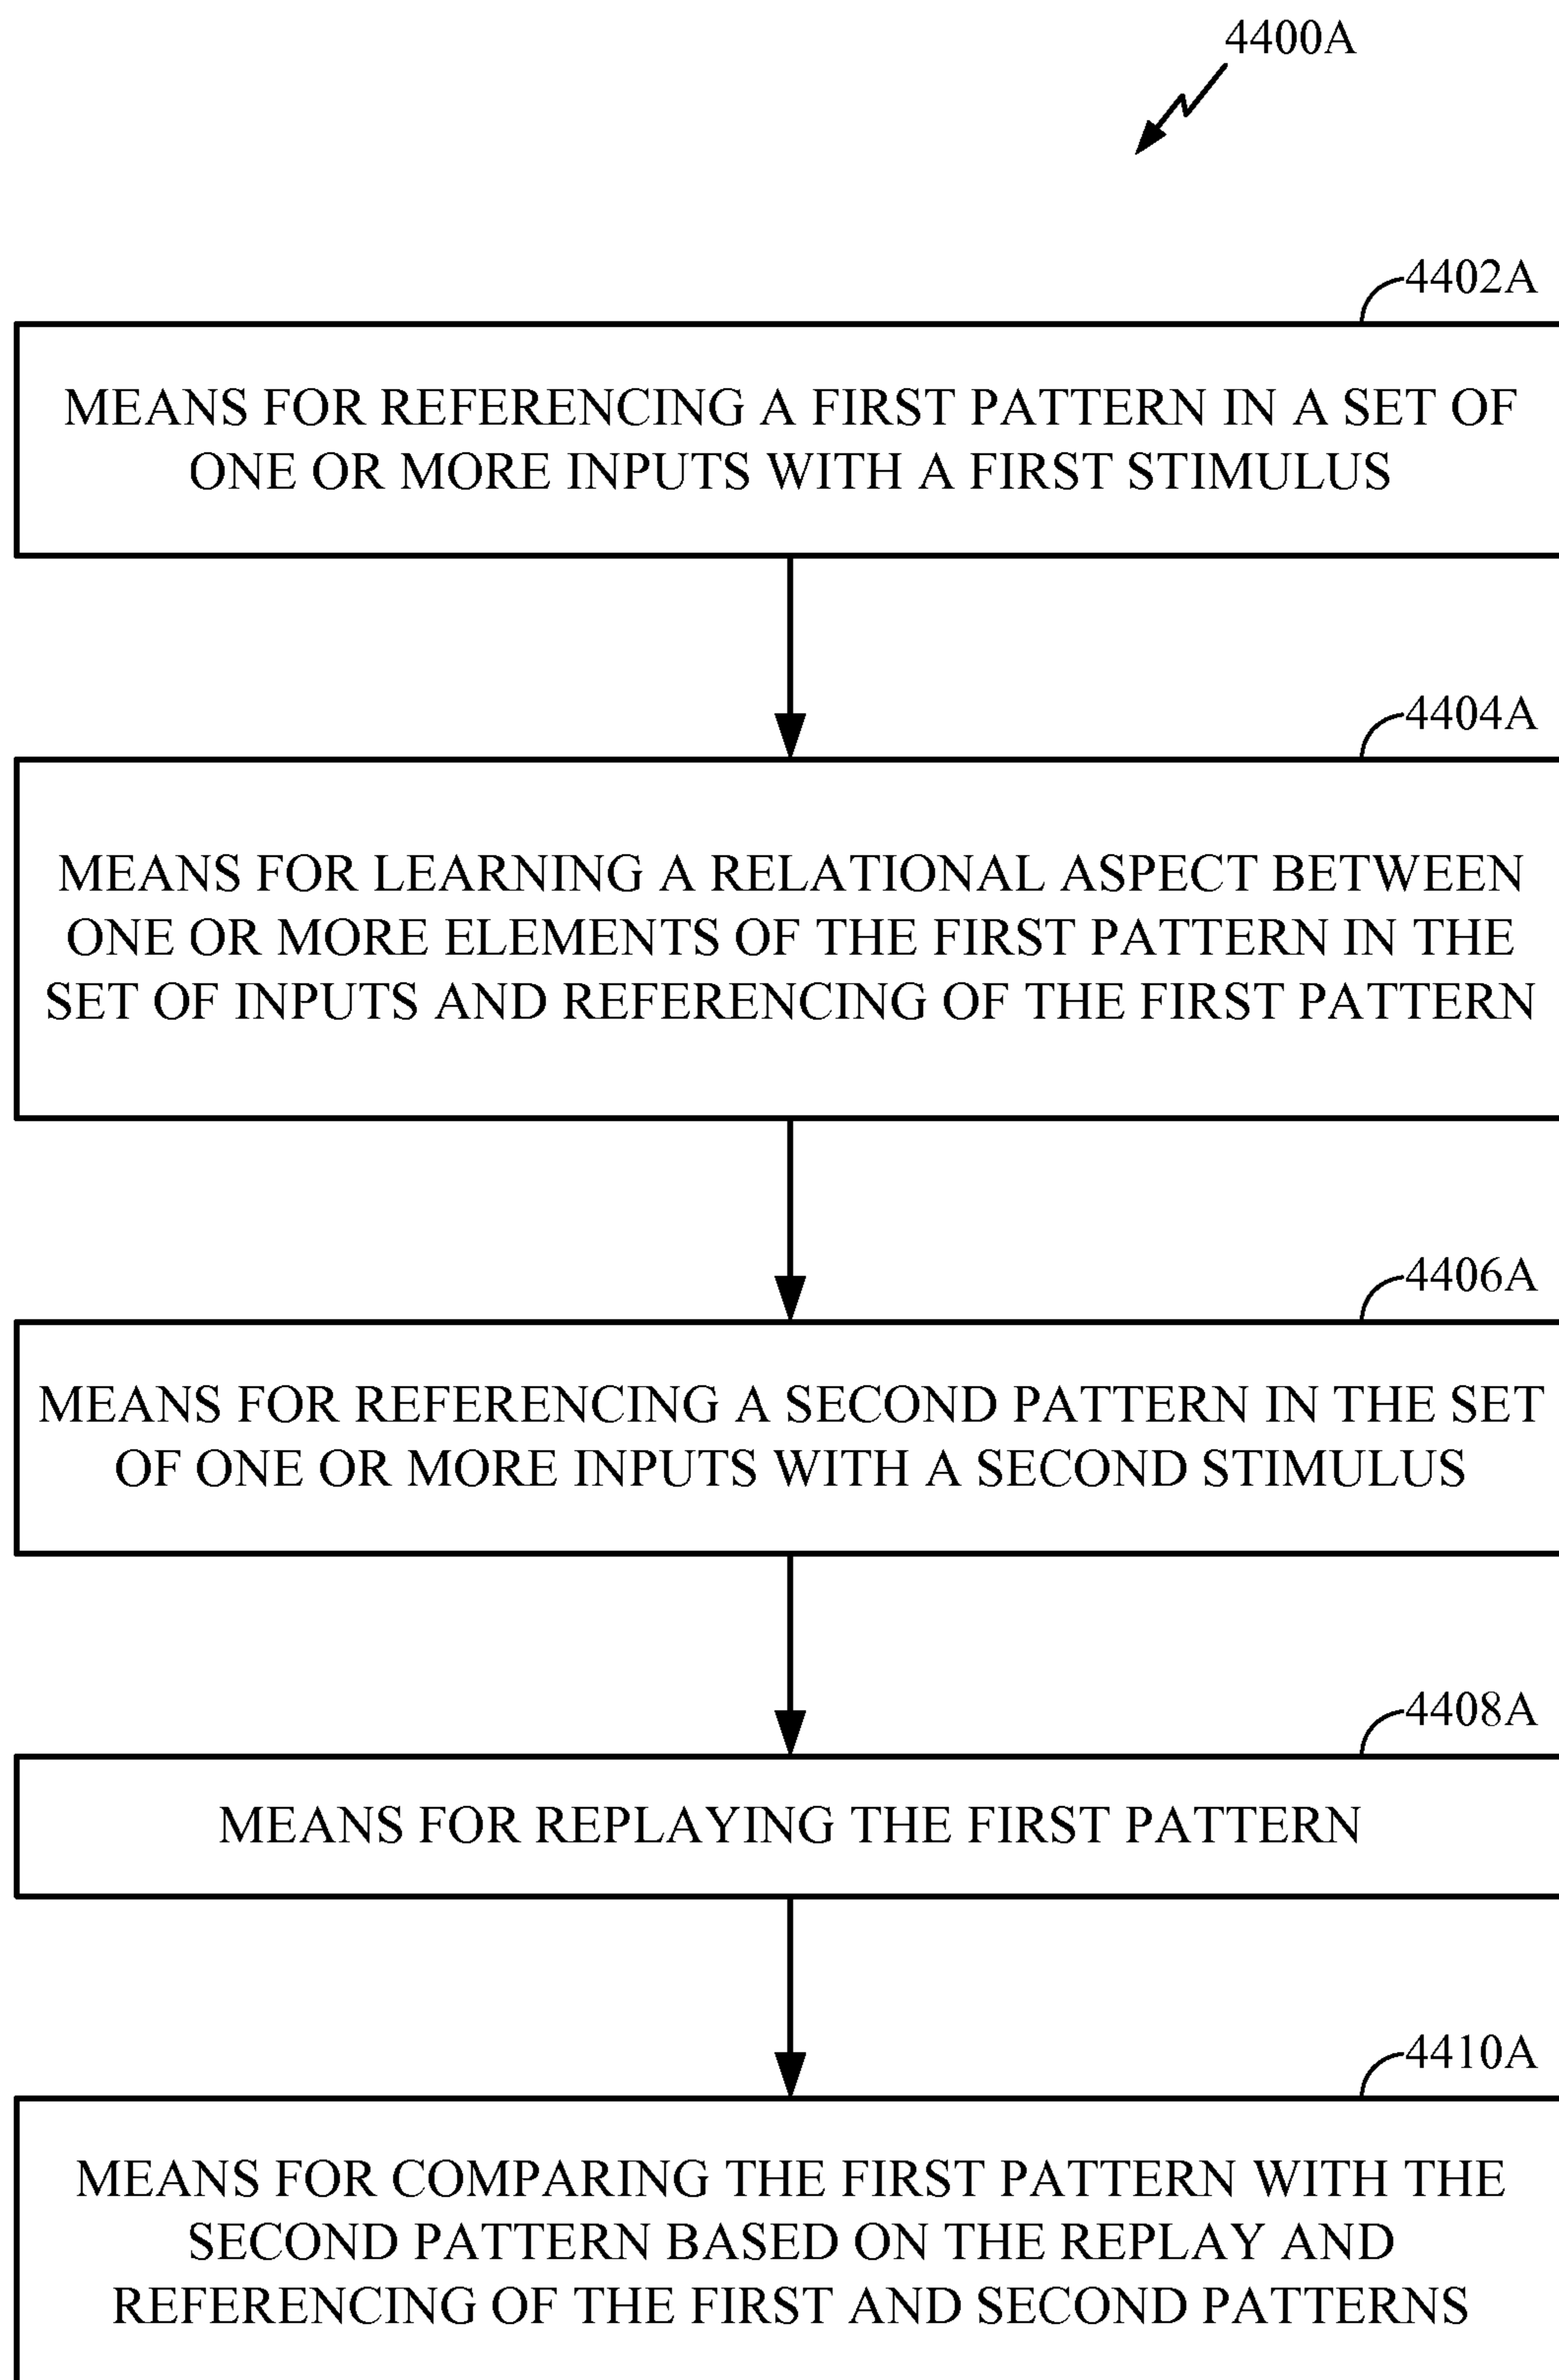 4400A
4402A
MEANS FOR REFERENCING A FIRST PATTERN IN A SET OF
ONE OR MORE INPUTS WITH A FIRST STIMULUS
4404A
MEANS FOR LEARNING A RELATIONAL ASPECT BETWEEN
ONE OR MORE ELEMENTS OF THE FIRST PATTERN IN THE
SET OF INPUTS AND REFERENCING OF THE FIRST PATTERN
4406A
MEANS FOR REFERENCING A SECOND PATTERN IN THE SET
OF ONE OR MORE INPUTS WITH A SECOND STIMULUS
4408A
MEANS FOR REPLAYING THE FIRST PATTERN
4410A
MEANS FOR COMPARING THE FIRST PATTERN WITH THE
SECOND PATTERN BASED ON THE REPLAY AND
REFERENCING OF THE FIRST AND SECOND PATTERNS